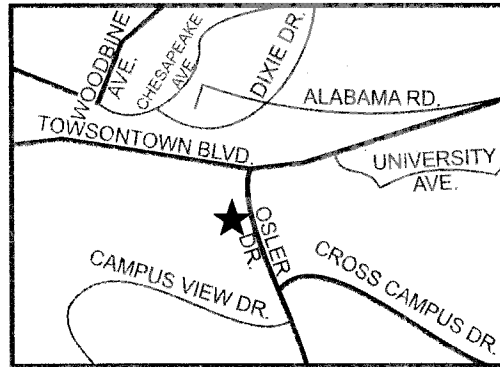 WOODBINE
AVE.
CHESAPEAKE
AVE.
DIXIE DR.
ALABAMA RD.
TOWSONTOWN BLVD.
UNIVERSITY
AVE.
OSLER
DR.
CAMPUS VIEW DR.
CROSS CAMPUS DR.